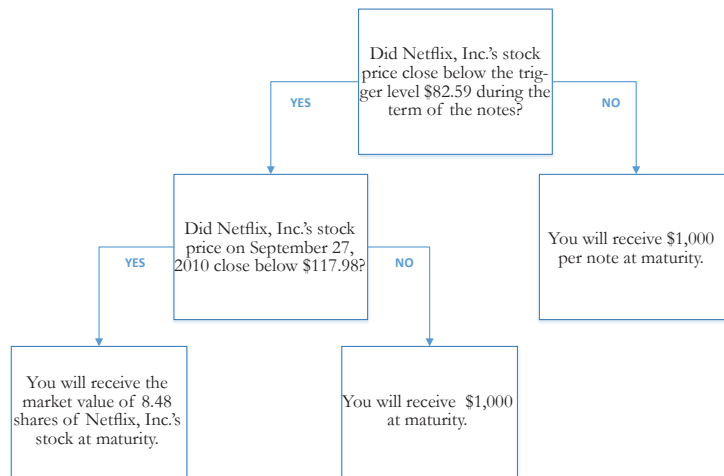 Did Netflix, Inc.'s stock
price close below the trig-
ger level $82.59 during the
term of the notes?
YES
NO
Did Netflix, Inc.'s stock
price on September 27,
2010 close below $117.98?
You will receive $1,000
per note at maturity.
YES
NO
You will receive the
market value of 8.48
shares of Netflix, Inc.'s
stock at maturity.
You will receive $1,000
at maturity.